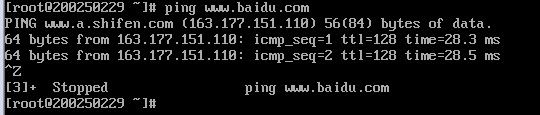 [root@200250229 ~]# ping www.baidu.com
PING www.a.shifen.com (163.177.151.110) 56(84) bytes of data.
64 bytes from 163.177.151.110: icmp_seq=1 ttl=128 time=28.3 ms
64 bytes from 163.177.151.110: icmp_seq=2 ttl=128 time=28.5 ms
^Z
[3]+  Stopped                 ping www.baidu.com
[root@200250229 ~]#